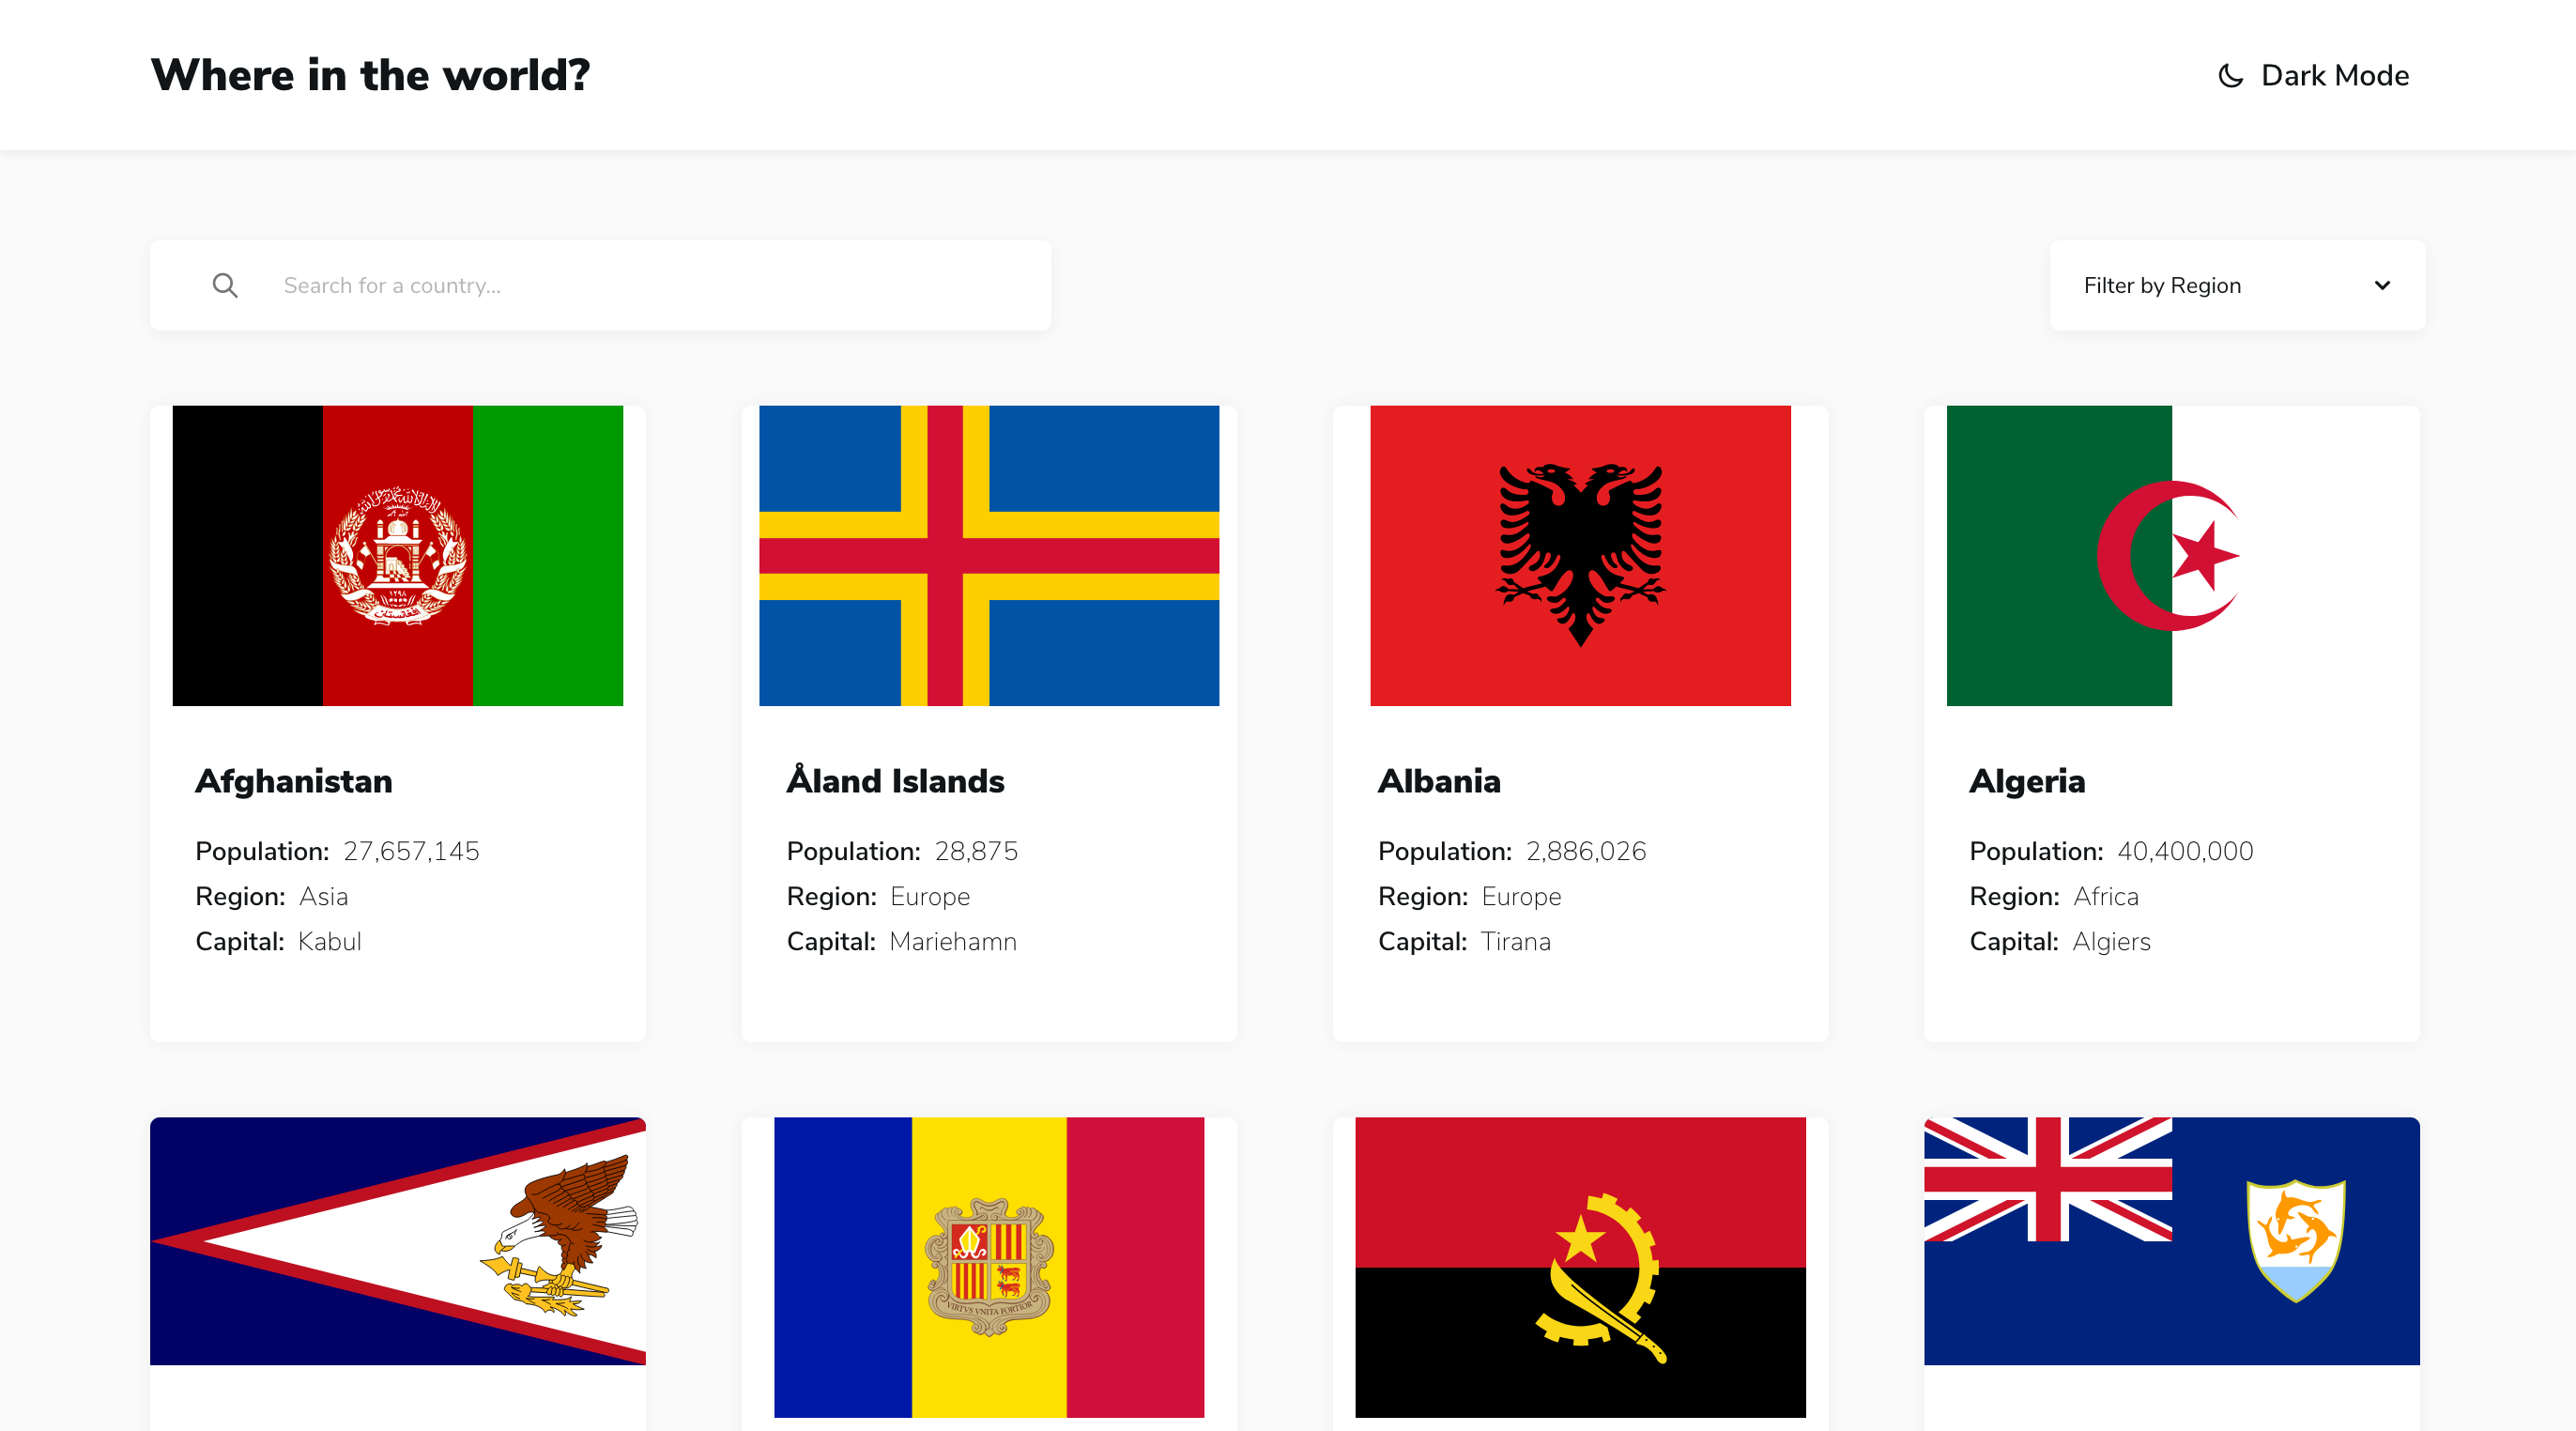 Where in the world?
Dark Mode
Search for a country...
Filter by Region
Afghanistan
Population: 27,657,145
Region: Asia
Capital: Kabul
Åland Islands
Population: 28,875
Region: Europe
Capital: Mariehamn
Albania
Population: 2,886,026
Region: Europe
Capital: Tirana
Algeria
Population: 40,400,000
Region: Africa
Capital: Algiers
VIRTVS VNITA FORTIOR